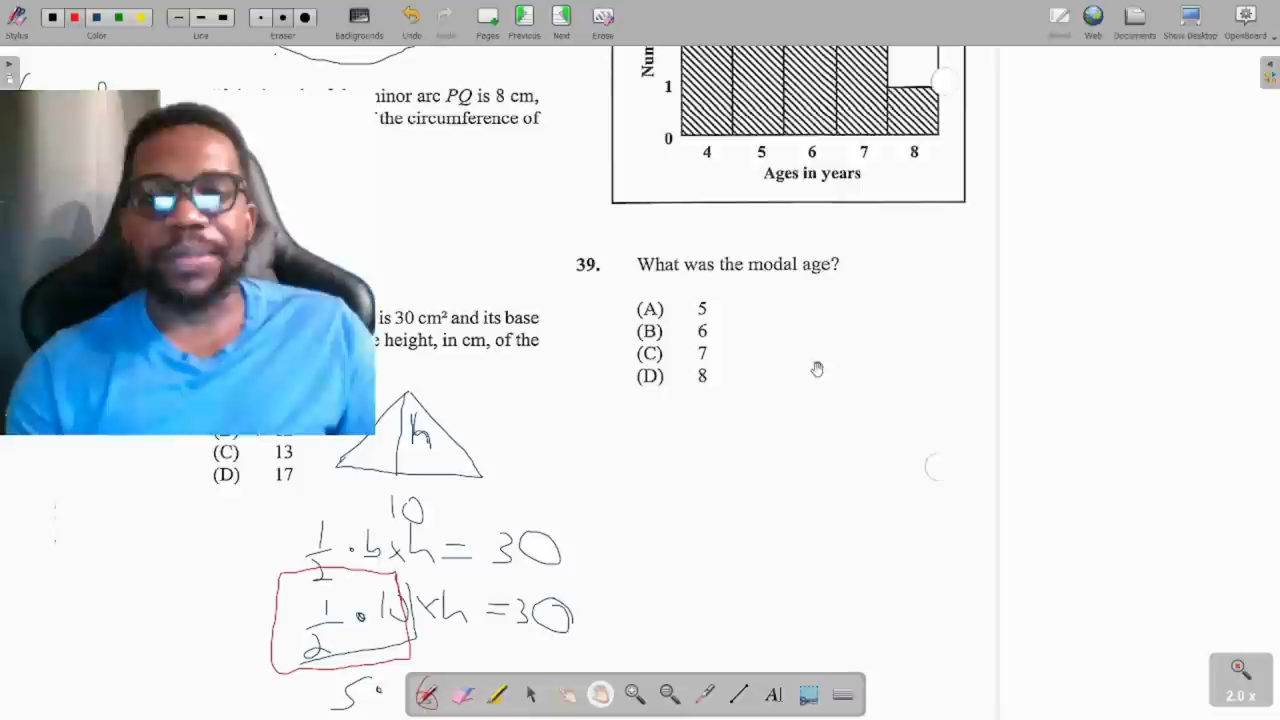 Stylus
Color
Line
Eraser
Backgrounds
Undo
Redo
Pages
Previous
Next
Erase
Board
Web
Documents
Show Desktop
OpenBoard
minor arc PQ is 8 cm,
the circumference of
is 30 cm² and its base
height, in cm, of the
(C) 13
(D) 17
h
10
1/2 · b x h = 30
1/2 · 10 x h = 30
5·
Num
1
0
4 5 6 7 8
Ages in years
39. What was the modal age?
(A) 5
(B) 6
(C) 7
(D) 8
2.0 x